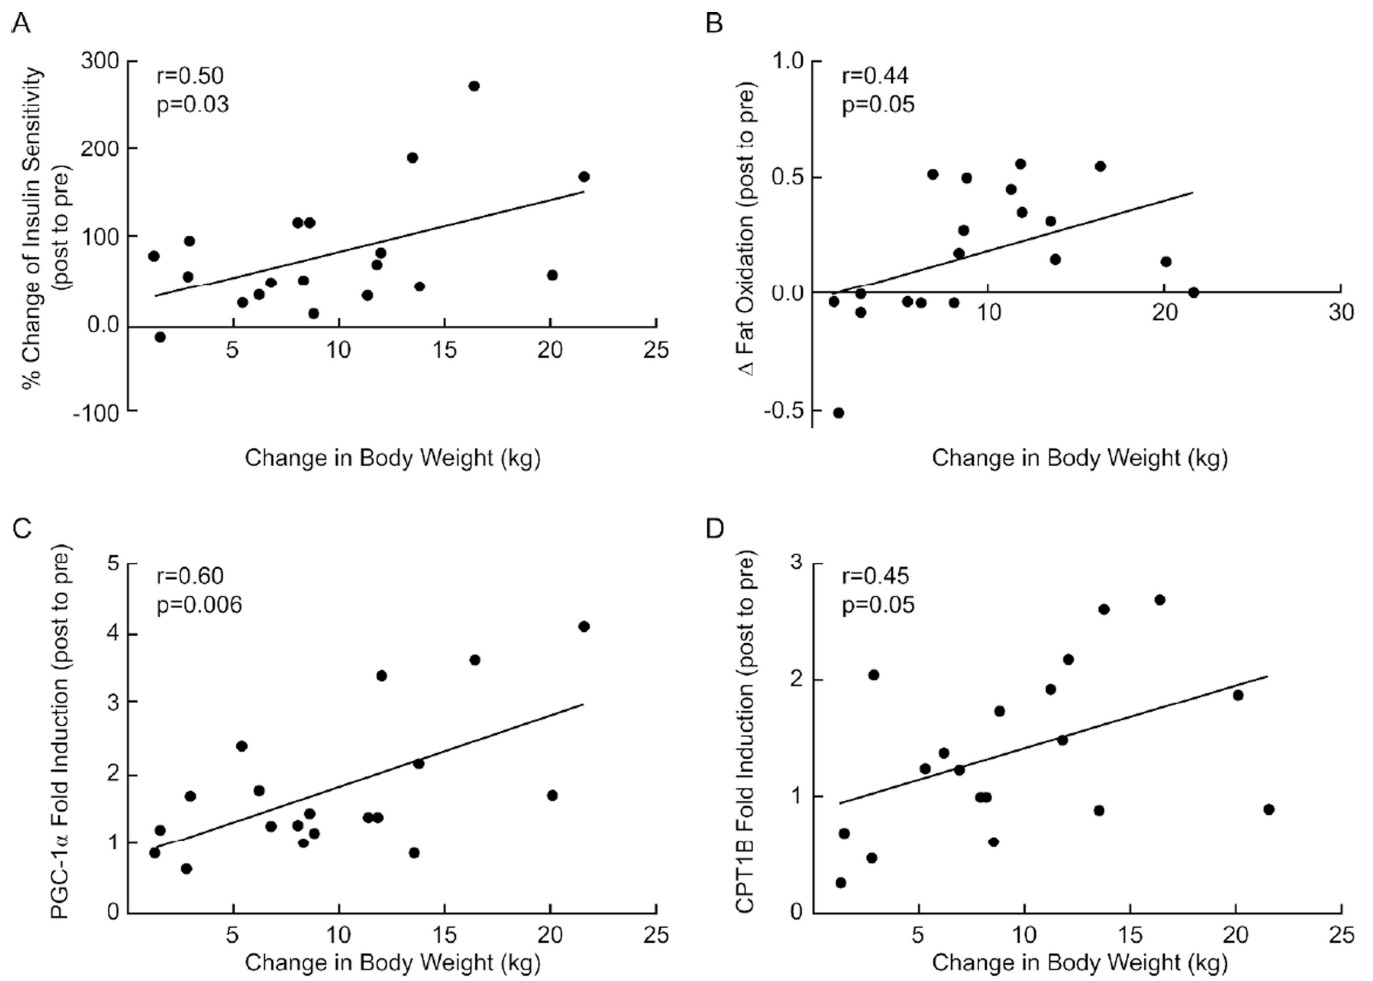 A
% Change of Insulin Sensitivity
(post to pre)
300
200
100
0.0
-100
r=0.50
p=0.03
5 10 15 20 25
Change in Body Weight (kg)
B
Δ Fat Oxidation (post to pre)
1.0
0.5
0.0
-0.5
r=0.44
p=0.05
10 20 30
Change in Body Weight (kg)
C
PGC-1α Fold Induction (post to pre)
5
4
3
2
1
0
r=0.60
p=0.006
5 10 15 20 25
Change in Body Weight (kg)
D
CPT1B Fold Induction (post to pre)
3
2
1
0
r=0.45
p=0.05
5 10 15 20 25
Change in Body Weight (kg)